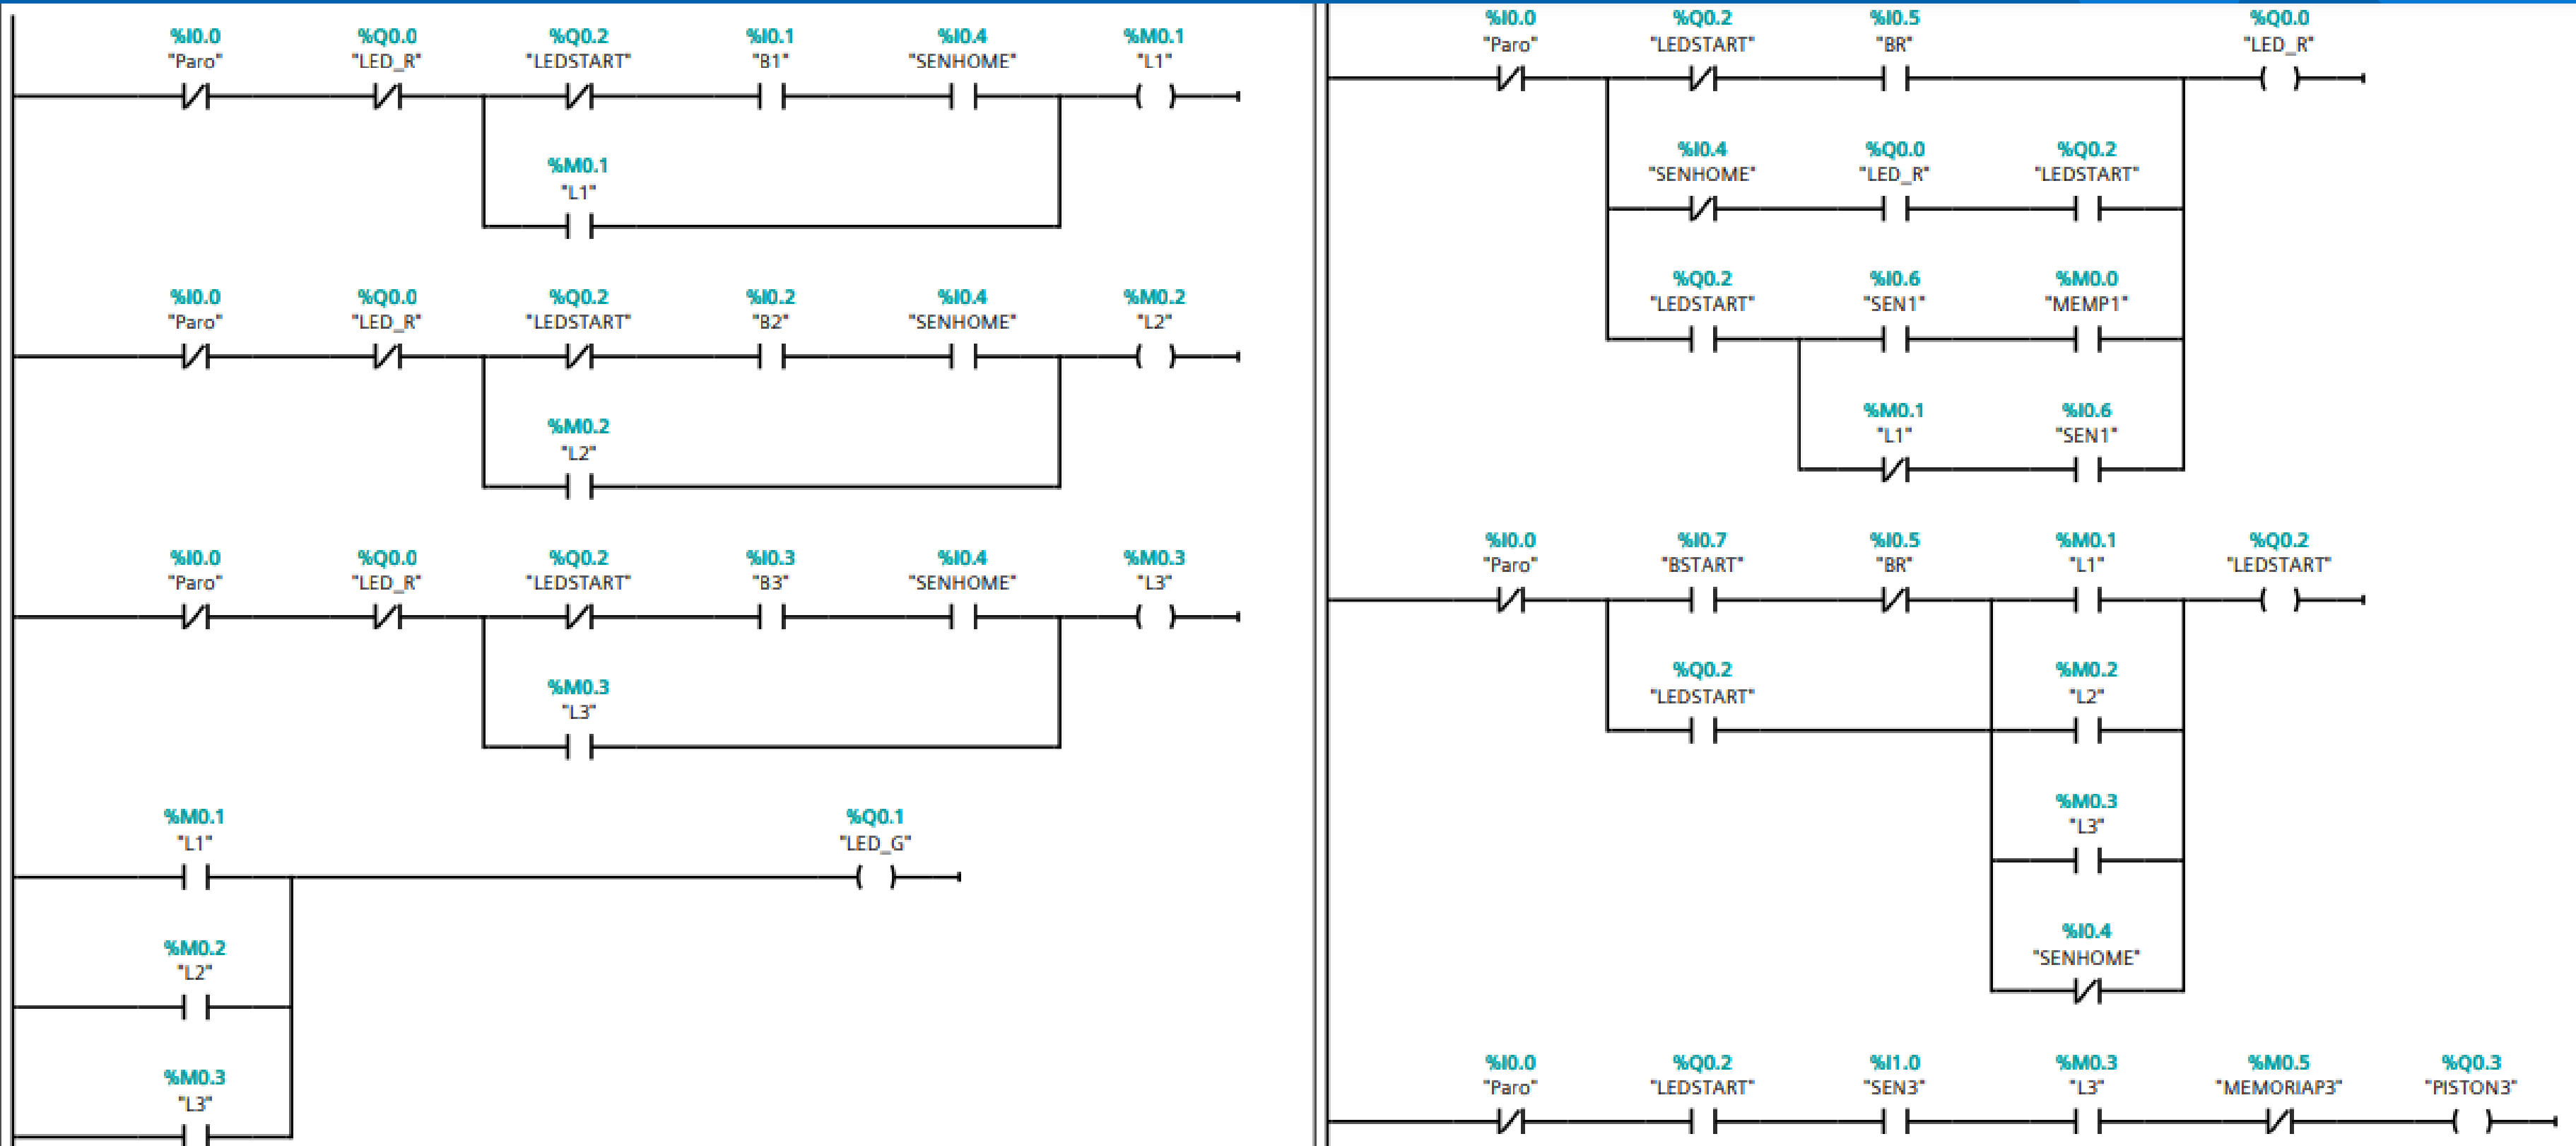 %I0.0 %Q0.0 %Q0.2 %I0.1 %I0.4 %M0.1
"Paro" "LED_R" "LEDSTART" "B1" "SENHOME" "L1"
%M0.1
"L1"
%I0.0 %Q0.0 %Q0.2 %I0.2 %I0.4 %M0.2
"Paro" "LED_R" "LEDSTART" "B2" "SENHOME" "L2"
%M0.2
"L2"
%I0.0 %Q0.0 %Q0.2 %I0.3 %I0.4 %M0.3
"Paro" "LED_R" "LEDSTART" "B3" "SENHOME" "L3"
%M0.3
"L3"
%M0.1 %Q0.1
"L1" "LED_G"
%M0.2
"L2"
%M0.3
"L3"
%I0.0 %Q0.2 %I0.5 %Q0.0
"Paro" "LEDSTART" "BR" "LED_R"
%I0.4 %Q0.0 %Q0.2
"SENHOME" "LED_R" "LEDSTART"
%Q0.2 %I0.6 %M0.0
"LEDSTART" "SEN1" "MEMP1"
%M0.1 %I0.6
"L1" "SEN1"
%I0.0 %I0.7 %I0.5 %M0.1 %Q0.2
"Paro" "BSTART" "BR" "L1" "LEDSTART"
%Q0.2 %M0.2
"LEDSTART" "L2"
%M0.3
"L3"
%I0.4
"SENHOME"
%I0.0 %Q0.2 %I1.0 %M0.3 %M0.5 %Q0.3
"Paro" "LEDSTART" "SEN3" "L3" "MEMORIAP3" "PISTON3"